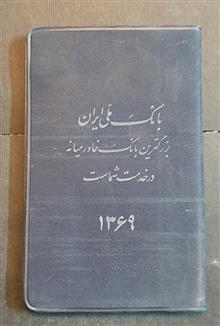 بانک ملی ایران
بزرگترین بانک خاورمیانه
در خدمت شماست
۱۳۶۹